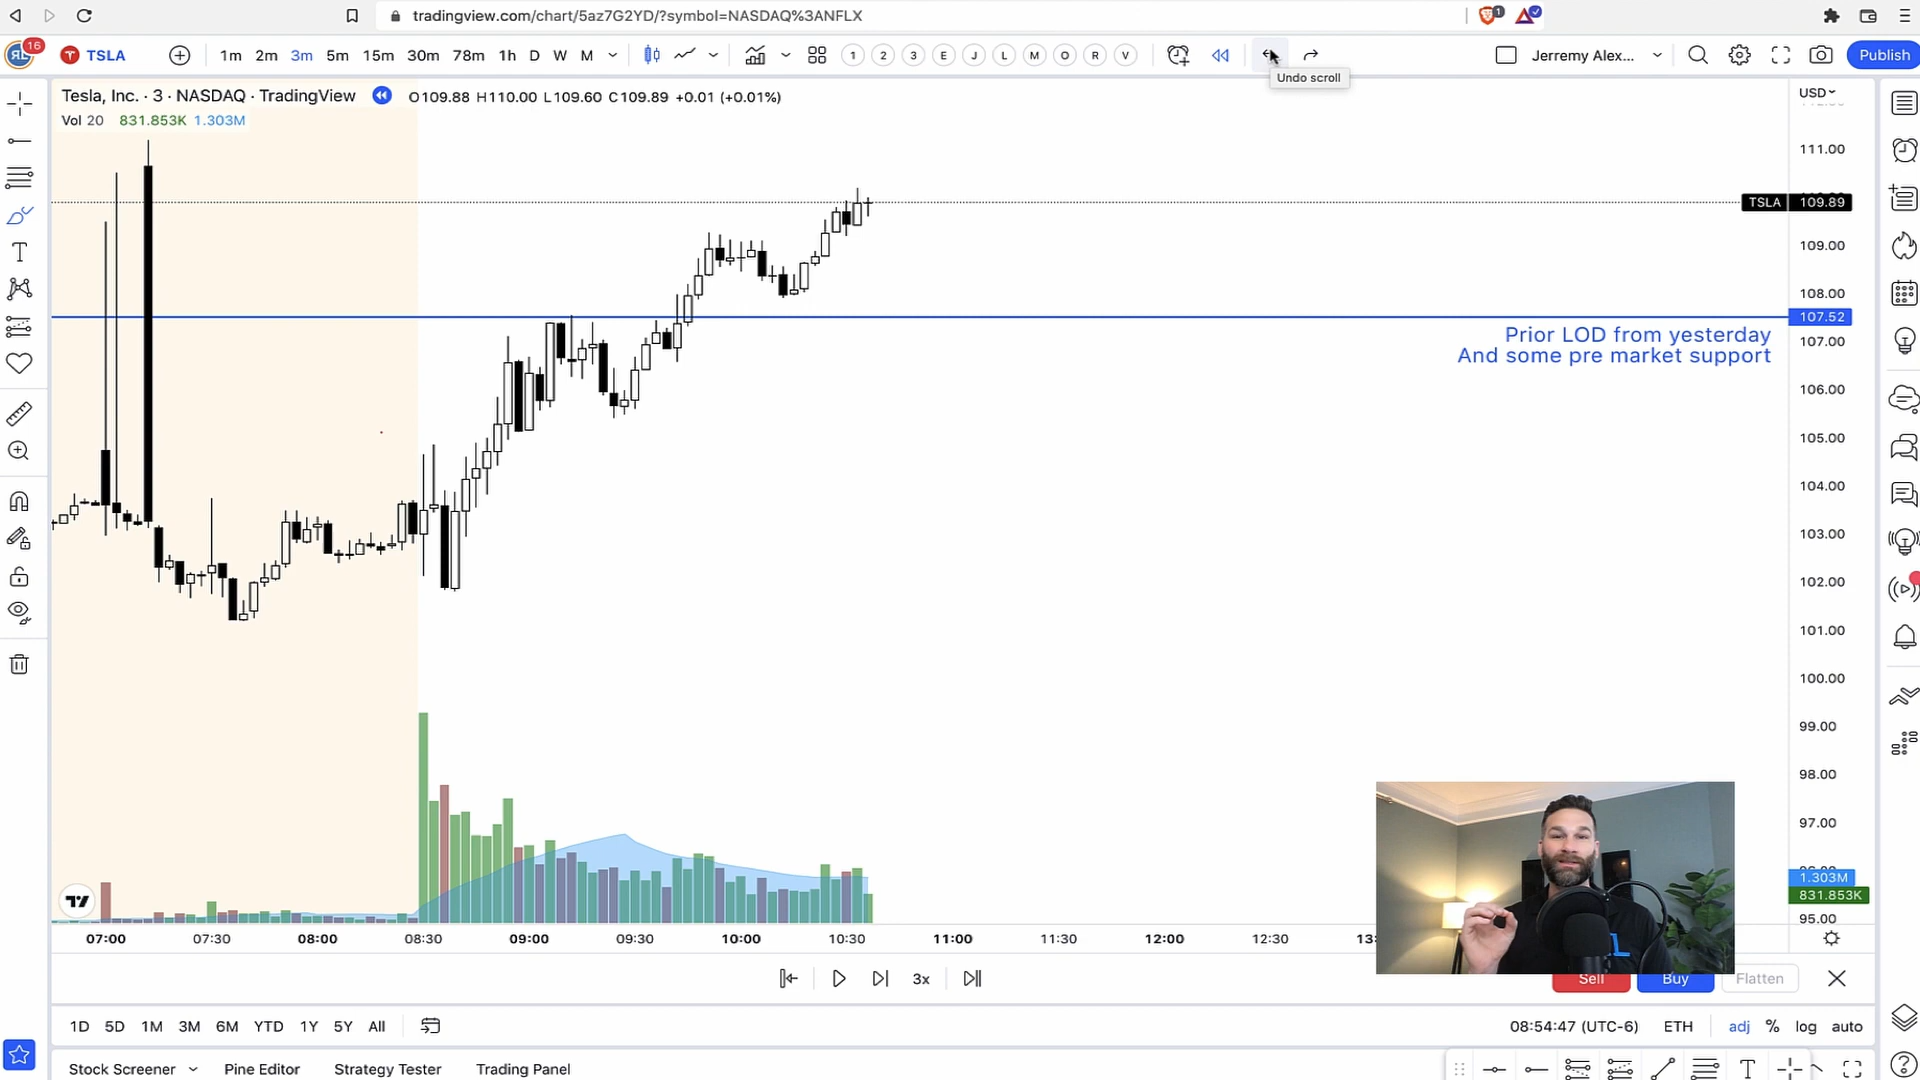 tradingview.com/chart/5az7G2YD/?symbol=NASDAQ%3ANFLX
1
16
TSLA
1m 2m 3m 5m 15m 30m 78m 1h D W M
1 2 3 E J L M O R V
Jerremy Alex...
Publish
Undo scroll
Tesla, Inc. · 3 · NASDAQ · TradingView
O109.88 H110.00 L109.60 C109.89 +0.01 (+0.01%)
Vol 20 831.853K 1.303M
USD
111.00
TSLA 109.89
109.00
108.00
107.52
Prior LOD from yesterday
And some pre market support
107.00
106.00
105.00
104.00
103.00
102.00
101.00
100.00
99.00
98.00
97.00
1.303M
831.853K
95.00
07:00 07:30 08:00 08:30 09:00 09:30 10:00 10:30 11:00 11:30 12:00 12:30
3x
Sell Buy Flatten
1D 5D 1M 3M 6M YTD 1Y 5Y All
08:54:47 (UTC-6) ETH adj % log auto
Stock Screener Pine Editor Strategy Tester Trading Panel